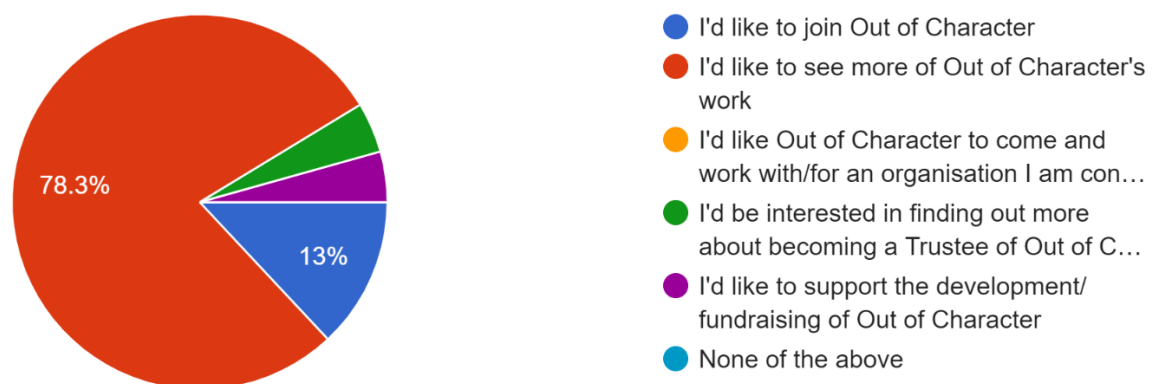 78.3%
13%
I'd like to join Out of Character
I'd like to see more of Out of Character's
work
I'd like Out of Character to come and
work with/for an organisation I am con…
I'd be interested in finding out more
about becoming a Trustee of Out of C…
I'd like to support the development/
fundraising of Out of Character
None of the above